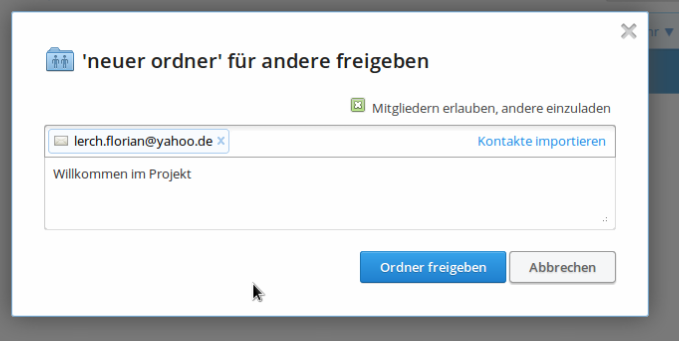 'neuer ordner' für andere freigeben
Mitgliedern erlauben, andere einzuladen
lerch.florian@yahoo.de x
Kontakte importieren
Willkommen im Projekt
Ordner freigeben
Abbrechen